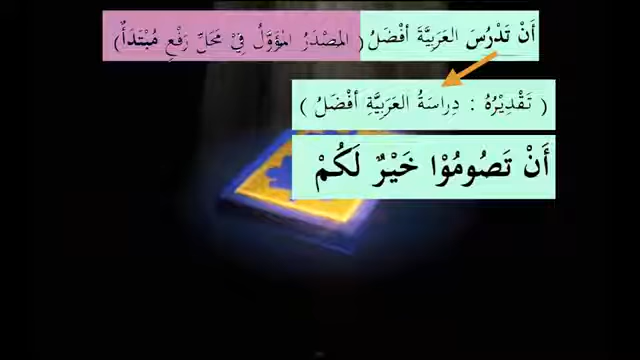 أَنْ تَدْرُسَ العَرَبِيَّةَ أَفْضَلُ (المَصْدَرُ المُؤَوَّلُ فِيْ مَحَلِّ رَفْعٍ مُبْتَدَأٌ)
( تَقْدِيْرُهُ : دِرَاسَةُ العَرَبِيَّةِ أَفْضَلُ )
أَنْ تَصُومُوْا خَيْرٌ لَكُمْ